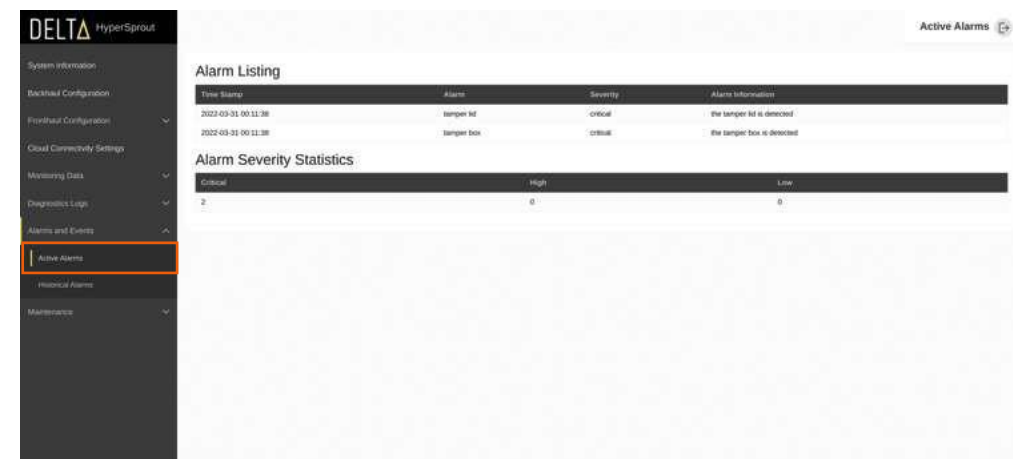 DELTA HyperSprout
Active Alarms
System Information
Backhaul Configuration
Fronthaul Configuration
Cloud Connectivity Settings
Monitoring Data
Diagnostics Logs
Alarms and Events
Active Alarms
Historical Alarms
Maintenance
Alarm Listing
Time Stamp Alarm Severity Alarm Information
2022-03-31 00:11:38 tamper lid critical the tamper lid is detected
2022-03-31 00:11:38 tamper box critical the tamper box is detected
Alarm Severity Statistics
Critical High Low
2 0 0